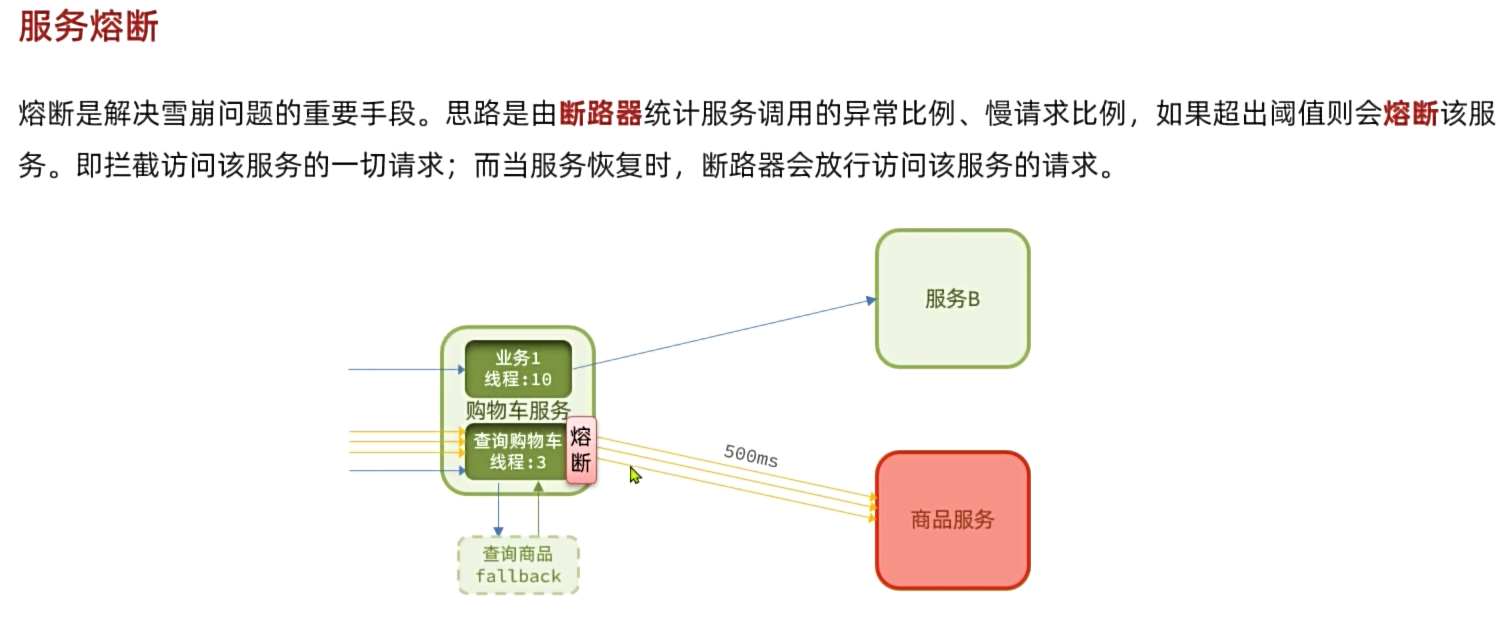 服务熔断
熔断是解决雪崩问题的重要手段。思路是由断路器统计服务调用的异常比例、慢请求比例，如果超出阈值则会熔断该服
务。即拦截访问该服务的一切请求；而当服务恢复时，断路器会放行访问该服务的请求。
服务B
业务1
线程:10
购物车服务
查询购物车
线程:3
熔
断
500ms
商品服务
查询商品
fallback